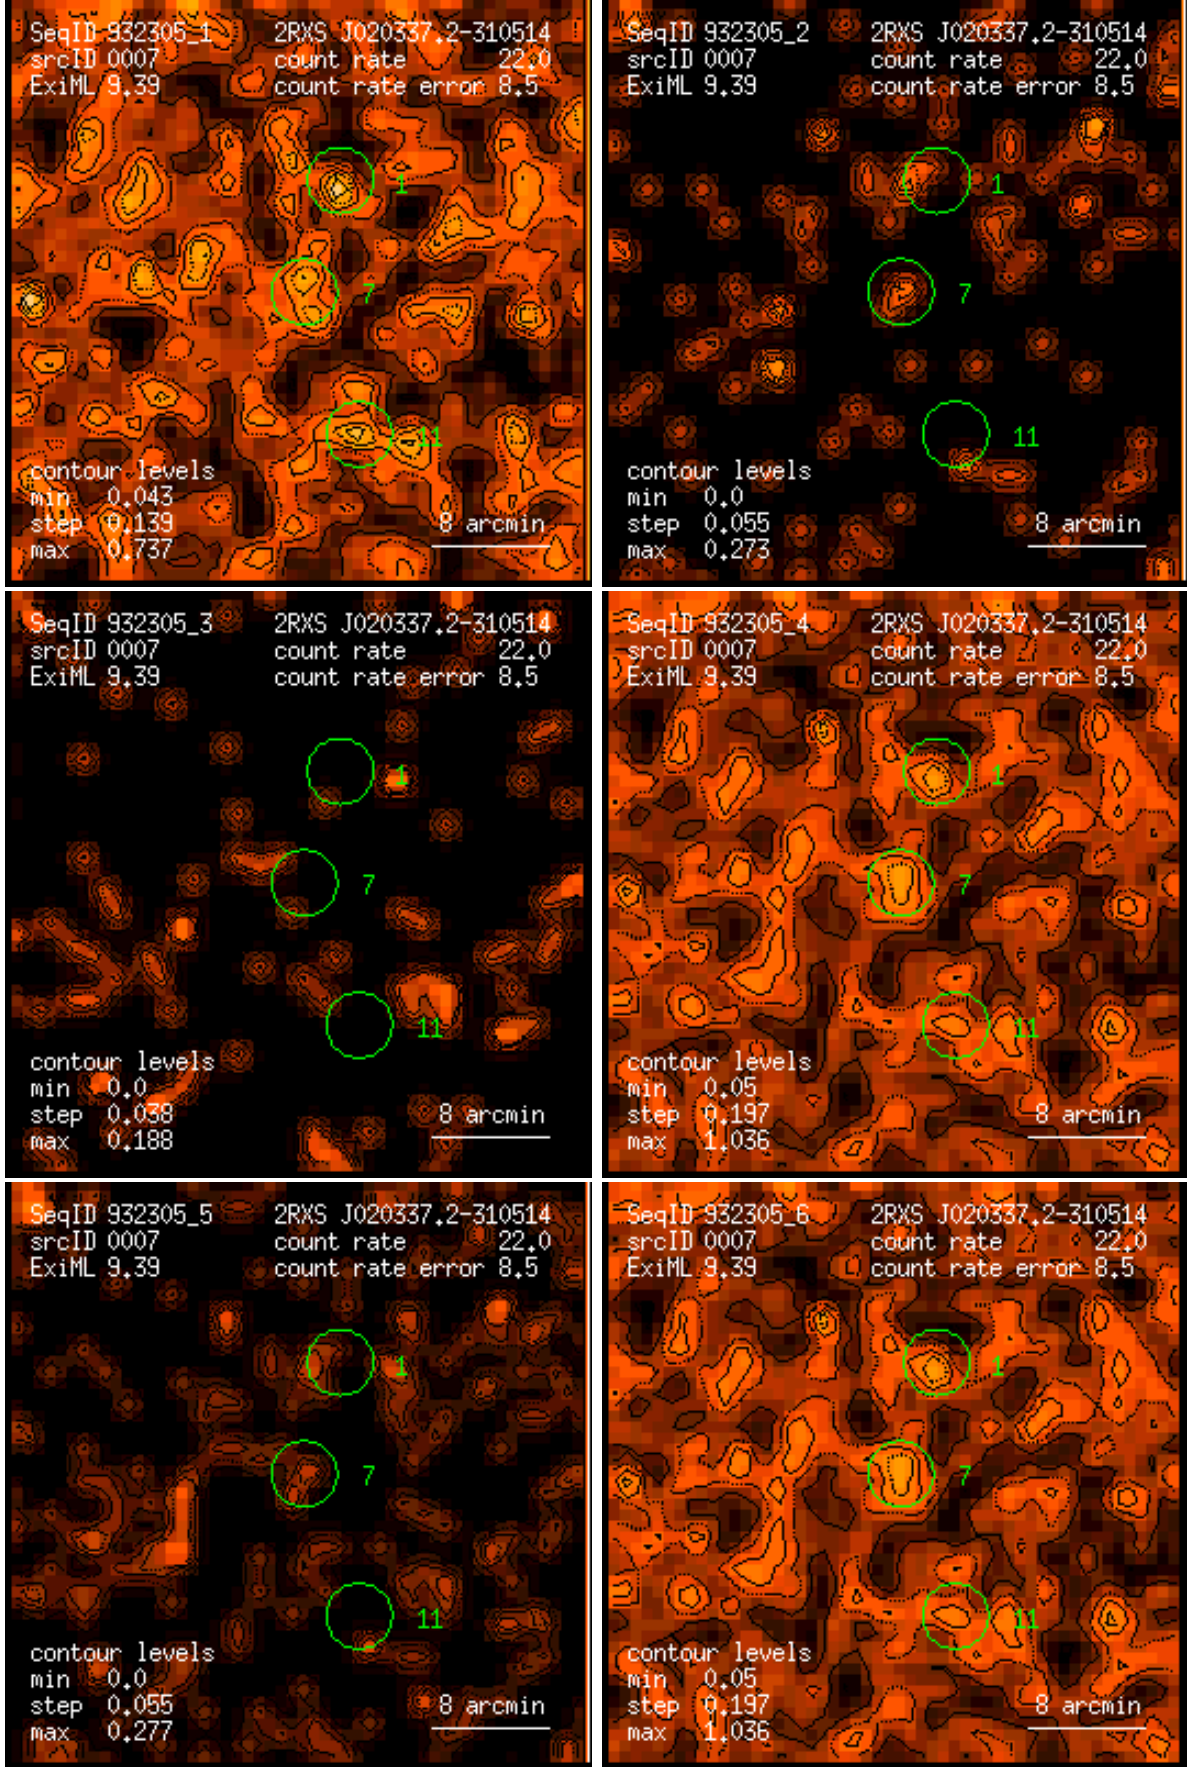 SeqID 932305_1 2RXS J020337.2-310514
srcID 0007 count rate 22.0
ExiML 9.39 count rate error 8.5
1
7
11
contour levels
min 0.043
step 0.139
max 0.737
8 arcmin
SeqID 932305_2 2RXS J020337.2-310514
srcID 0007 count rate 22.0
ExiML 9.39 count rate error 8.5
1
7
11
contour levels
min 0.0
step 0.055
max 0.273
8 arcmin
SeqID 932305_3 2RXS J020337.2-310514
srcID 0007 count rate 22.0
ExiML 9.39 count rate error 8.5
1
7
11
contour levels
min 0.0
step 0.038
max 0.188
8 arcmin
SeqID 932305_4 2RXS J020337.2-310514
srcID 0007 count rate 22.0
ExiML 9.39 count rate error 8.5
1
7
11
contour levels
min 0.05
step 0.197
max 1.036
8 arcmin
SeqID 932305_5 2RXS J020337.2-310514
srcID 0007 count rate 22.0
ExiML 9.39 count rate error 8.5
1
7
11
contour levels
min 0.0
step 0.055
max 0.277
8 arcmin
SeqID 932305_6 2RXS J020337.2-310514
srcID 0007 count rate 22.0
ExiML 9.39 count rate error 8.5
1
7
11
contour levels
min 0.05
step 0.197
max 1.036
8 arcmin